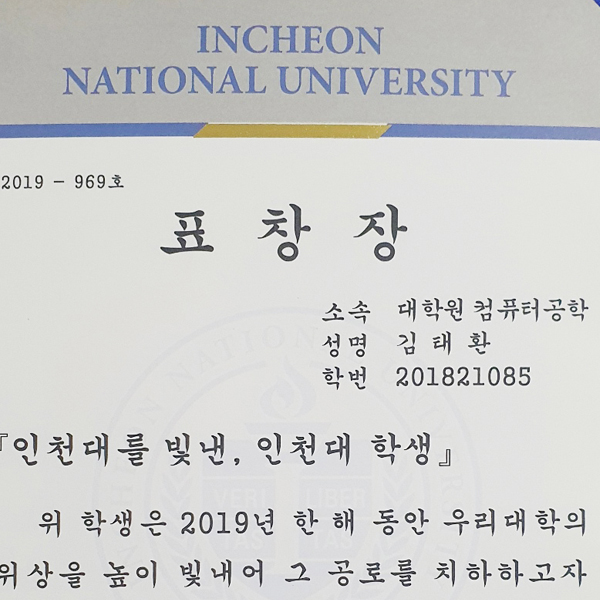 INCHEON
NATIONAL UNIVERSITY
2019 - 969호
표 창 장
소속 대학원 컴퓨터공학
성명 김 태 환
학번 201821085
『인천대를 빛낸, 인천대 학생』
위 학생은 2019년 한 해 동안 우리대학의
위상을 높이 빛내어 그 공로를 치하하고자